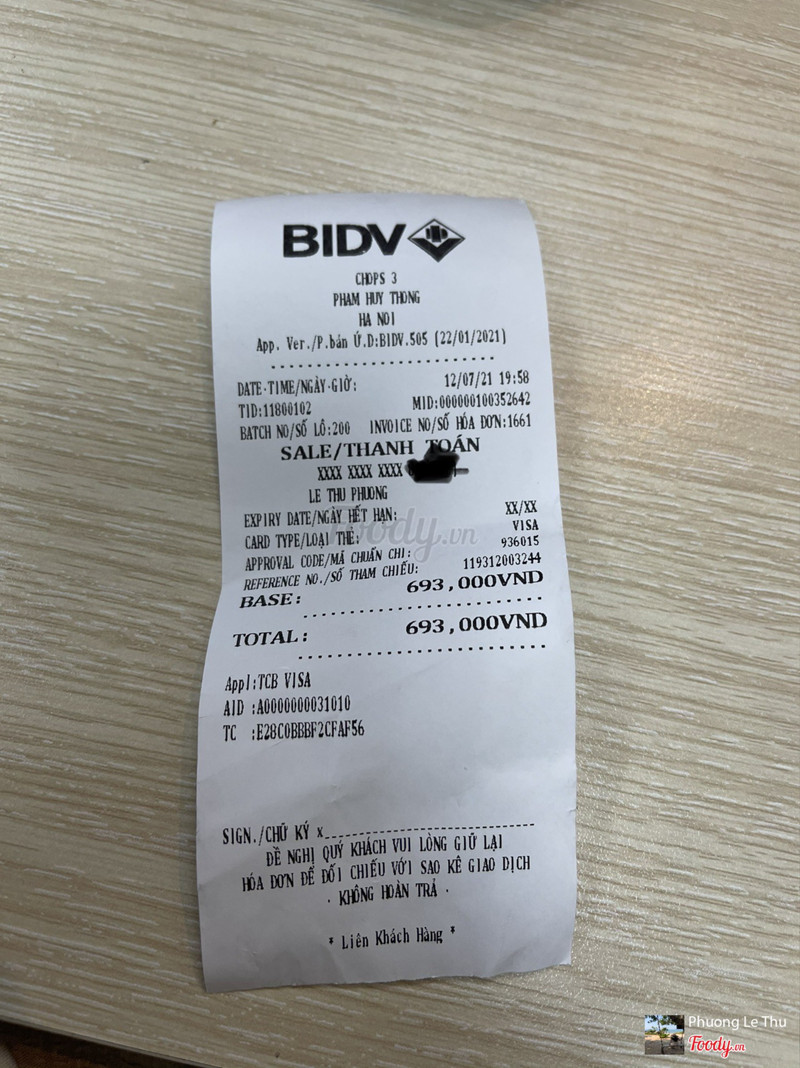 BIDV
CHOPS 3
PHAM HUY THONG
HA NOI
App. Ver./P.bản Ứ.D:BIDV.505 (22/01/2021)
DATE-TIME/NGÀY-GIỜ: 12/07/21 19:58
TID:11800102 MID:000000100352642
BATCH NO/SỐ LÔ:200 INVOICE NO/SỐ HÓA ĐƠN:1661
SALE/THANH TOÁN
XXXX XXXX XXXX
LE THU PHUONG
EXPIRY DATE/NGÀY HẾT HẠN: XX/XX
CARD TYPE/LOẠI THẺ: VISA
APPROVAL CODE/MÃ CHUẨN CHI: 936015
REFERENCE NO./SỐ THAM CHIẾU: 119312003244
BASE: 693,000VND
TOTAL: 693,000VND
Appl:TCB VISA
AID :A0000000031010
TC :E28C0BBBF2CFAF56
SIGN./CHỮ KÝ x
ĐỀ NGHỊ QUÝ KHÁCH VUI LÒNG GIỮ LẠI
HÓA ĐƠN ĐỂ ĐỐI CHIẾU VỚI SAO KÊ GIAO DỊCH
. KHÔNG HOÀN TRẢ .
* Liên Khách Hàng *
foody.vn
Phuong Le Thu
Foody.vn